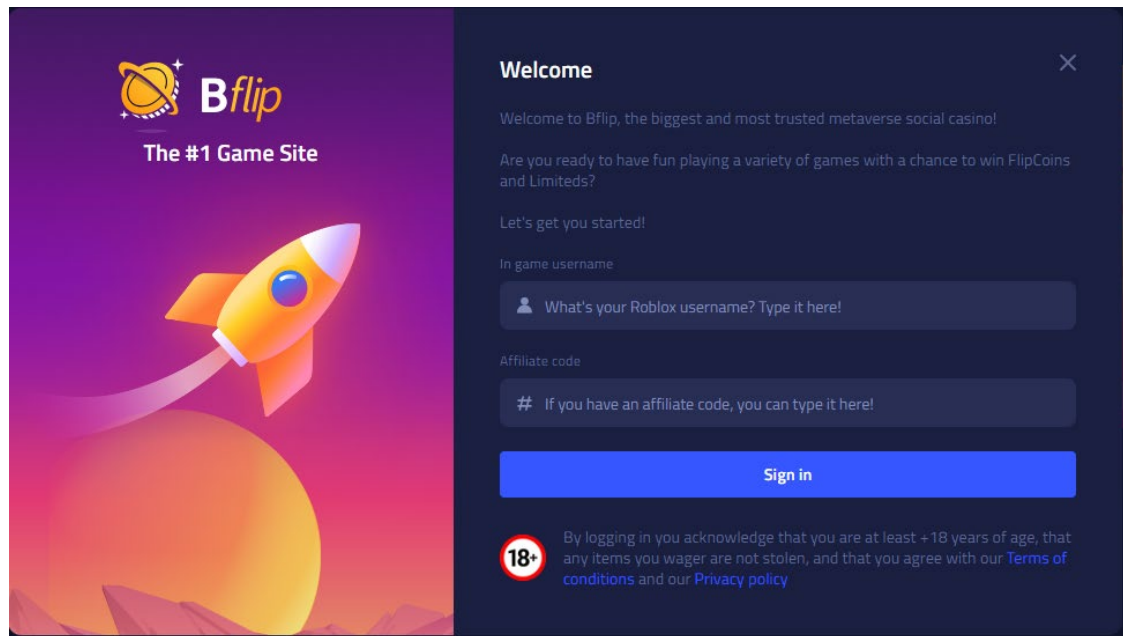 Bflip
The #1 Game Site
Welcome
Welcome to Bflip, the biggest and most trusted metaverse social casino!
Are you ready to have fun playing a variety of games with a chance to win FlipCoins
and Limiteds?
Let's get you started!
In game username
What's your Roblox username? Type it here!
Affiliate code
# If you have an affiliate code, you can type it here!
Sign in
18+
By logging in you acknowledge that you are at least +18 years of age, that
any items you wager are not stolen, and that you agree with our Terms of
conditions and our Privacy policy